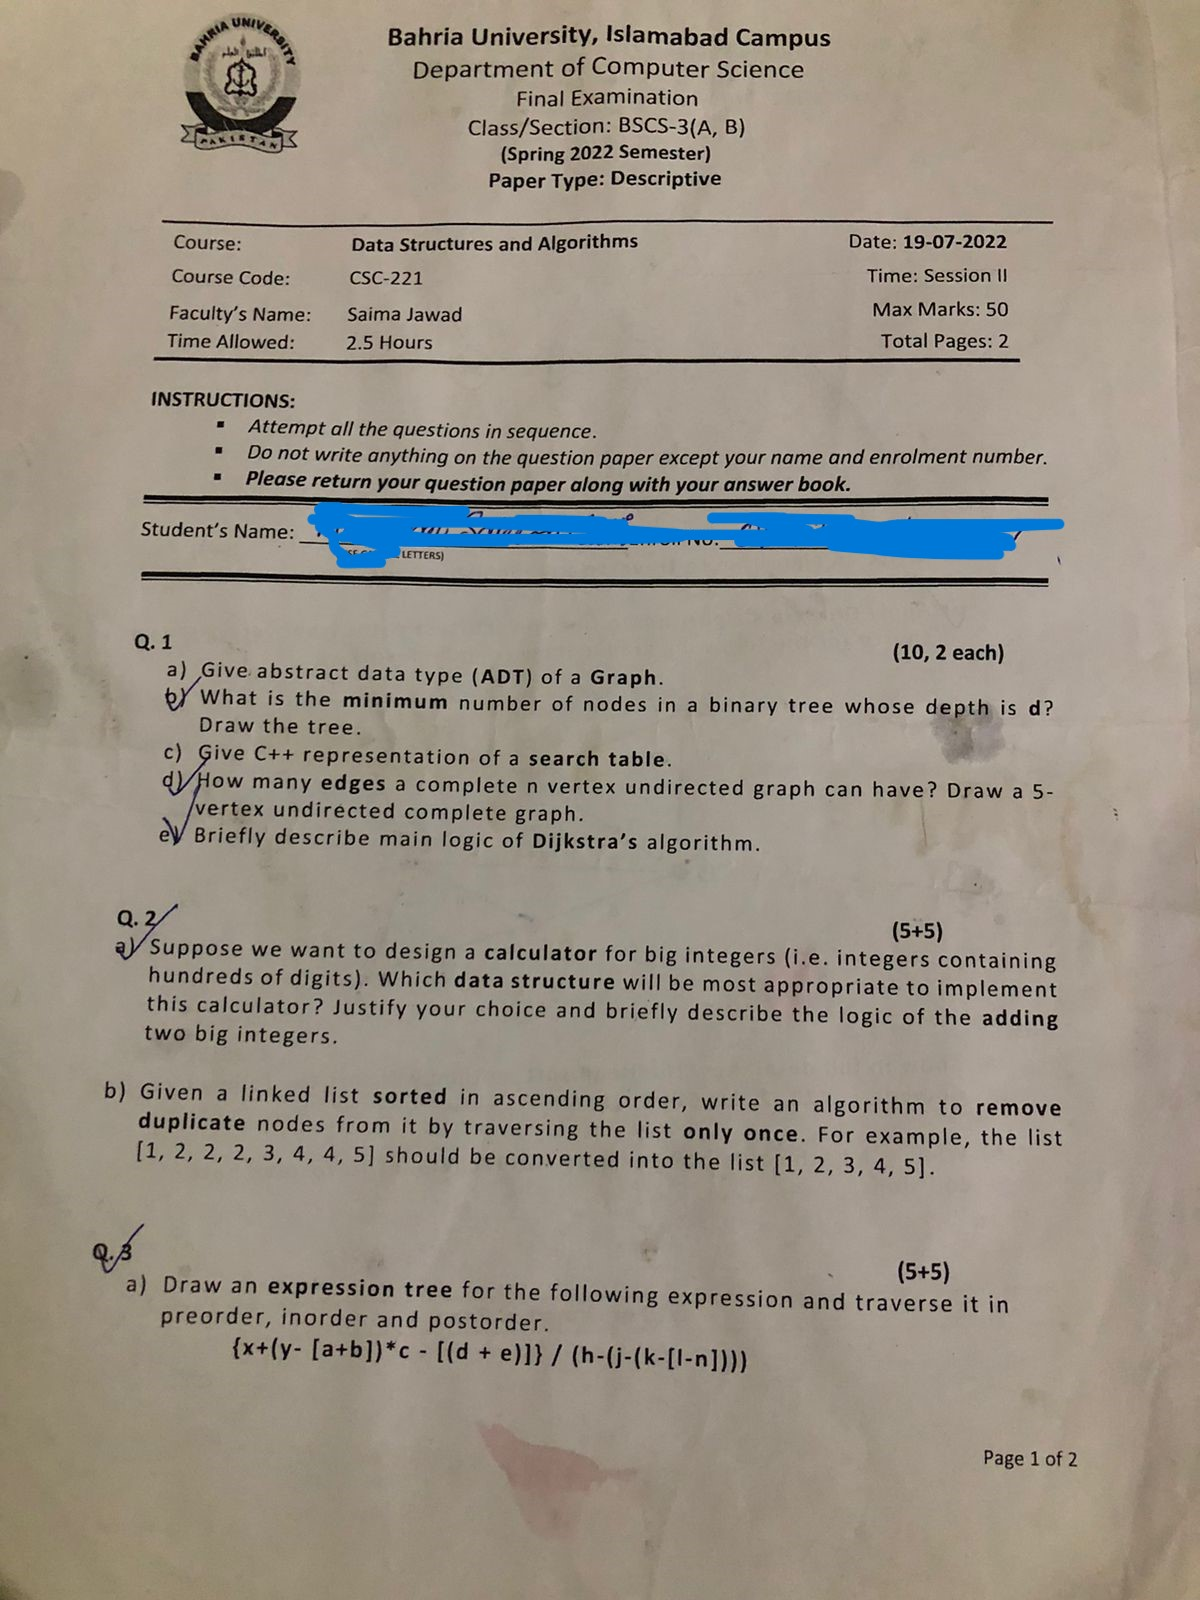 BAHRIA UNIVERSITY
PAKISTAN
Bahria University, Islamabad Campus
Department of Computer Science
Final Examination
Class/Section: BSCS-3(A, B)
(Spring 2022 Semester)
Paper Type: Descriptive
Course: Data Structures and Algorithms Date: 19-07-2022
Course Code: CSC-221 Time: Session II
Faculty's Name: Saima Jawad Max Marks: 50
Time Allowed: 2.5 Hours Total Pages: 2
INSTRUCTIONS:
▪ Attempt all the questions in sequence.
▪ Do not write anything on the question paper except your name and enrolment number.
▪ Please return your question paper along with your answer book.
Student's Name: No:
LETTERS)
Q. 1 (10, 2 each)
a) Give abstract data type (ADT) of a Graph.
b) What is the minimum number of nodes in a binary tree whose depth is d?
Draw the tree.
c) Give C++ representation of a search table.
d) How many edges a complete n vertex undirected graph can have? Draw a 5-
vertex undirected complete graph.
e) Briefly describe main logic of Dijkstra's algorithm.
Q. 2 (5+5)
a) Suppose we want to design a calculator for big integers (i.e. integers containing
hundreds of digits). Which data structure will be most appropriate to implement
this calculator? Justify your choice and briefly describe the logic of the adding
two big integers.
b) Given a linked list sorted in ascending order, write an algorithm to remove
duplicate nodes from it by traversing the list only once. For example, the list
[1, 2, 2, 2, 3, 4, 4, 5] should be converted into the list [1, 2, 3, 4, 5].
Q. 3 (5+5)
a) Draw an expression tree for the following expression and traverse it in
preorder, inorder and postorder.
{x+(y- [a+b])*c - [(d + e)]} / (h-(j-(k-[l-n])))
Page 1 of 2